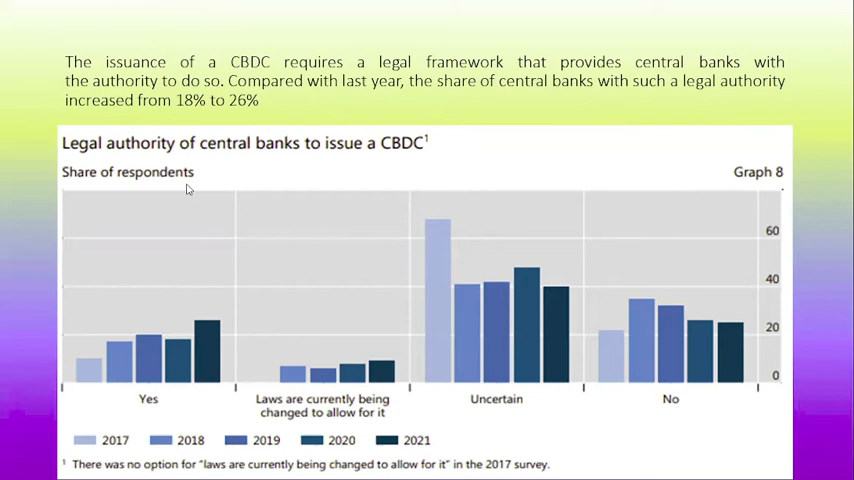 The issuance of a CBDC requires a legal framework that provides central banks with
the authority to do so. Compared with last year, the share of central banks with such a legal authority
increased from 18% to 26%
Legal authority of central banks to issue a CBDC¹
Share of respondents
Graph 8
60
40
20
0
Yes
Laws are currently being
changed to allow for it
Uncertain
No
2017
2018
2019
2020
2021
¹ There was no option for "laws are currently being changed to allow for it" in the 2017 survey.